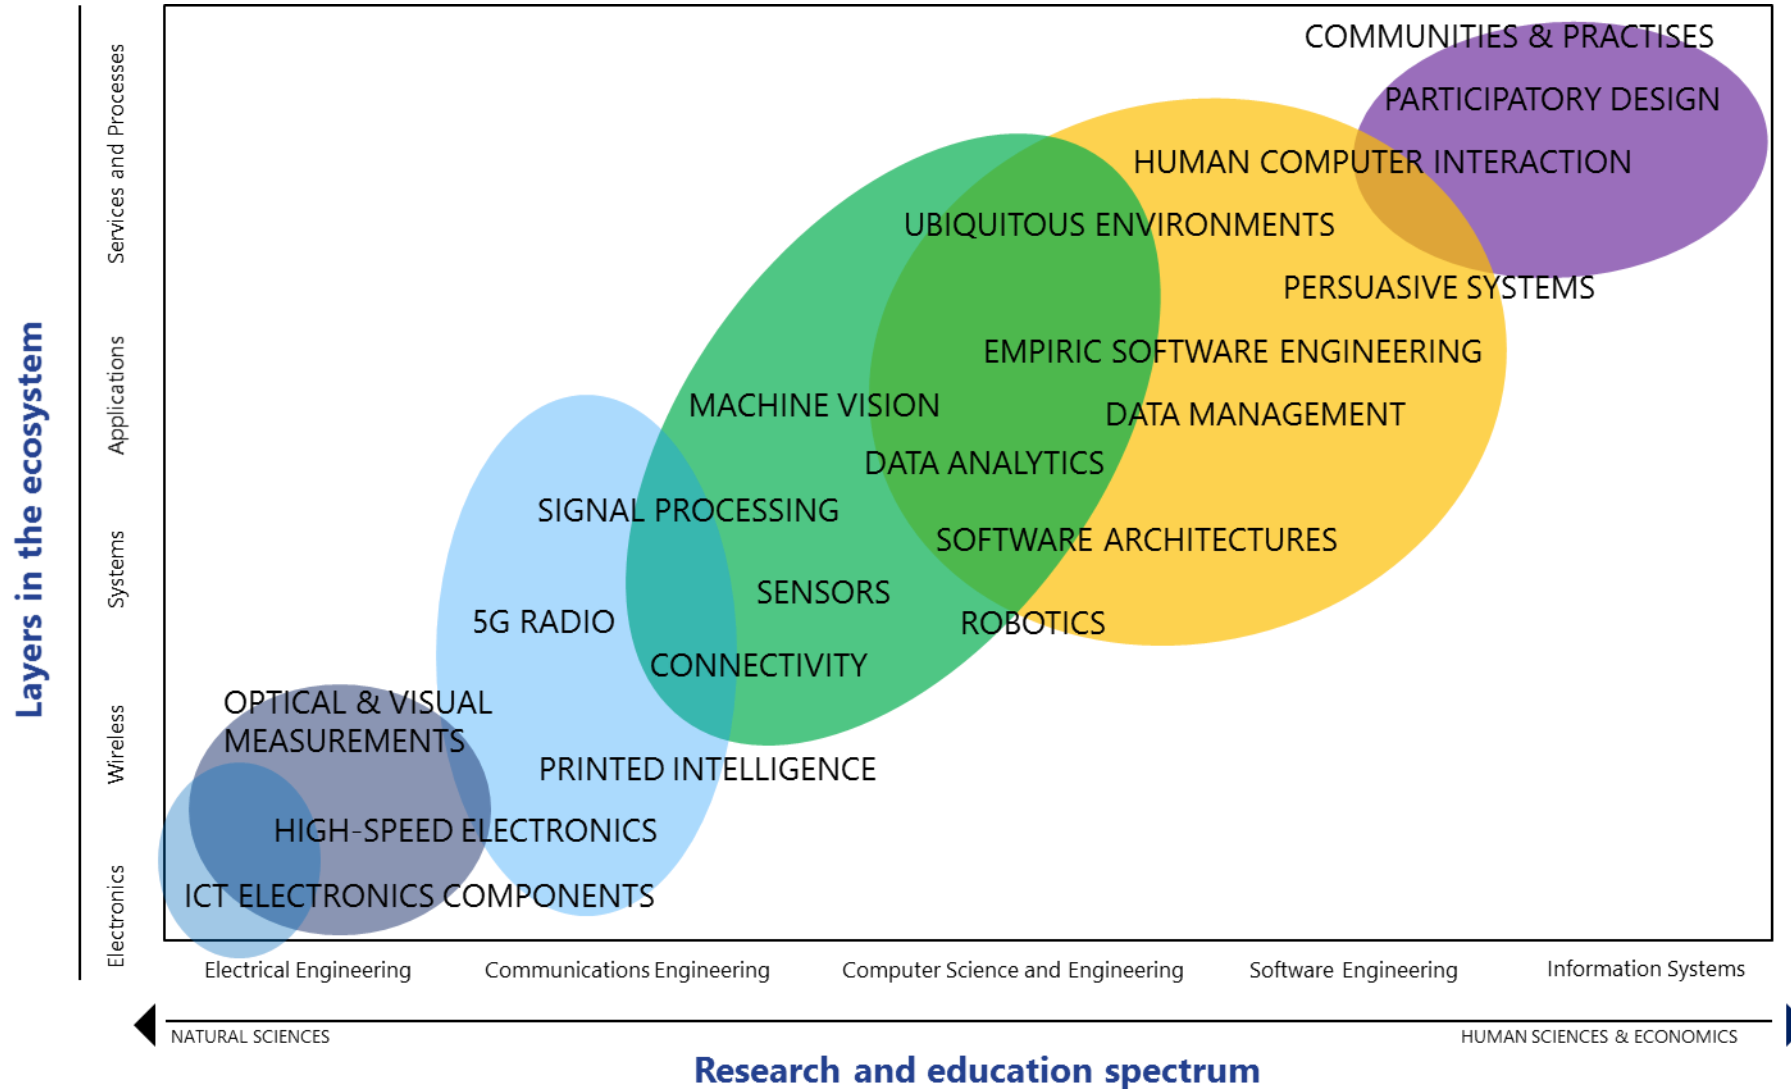 COMMUNITIES & PRACTISES
PARTICIPATORY DESIGN
HUMAN COMPUTER INTERACTION
UBIQUITOUS ENVIRONMENTS
PERSUASIVE SYSTEMS
EMPIRIC SOFTWARE ENGINEERING
MACHINE VISION
DATA MANAGEMENT
DATA ANALYTICS
SIGNAL PROCESSING
SOFTWARE ARCHITECTURES
SENSORS
5G RADIO
ROBOTICS
CONNECTIVITY
OPTICAL & VISUAL
MEASUREMENTS
PRINTED INTELLIGENCE
HIGH-SPEED ELECTRONICS
ICT ELECTRONICS COMPONENTS
Layers in the ecosystem
Services and Processes
Applications
Systems
Wireless
Electronics
Electrical Engineering
Communications Engineering
Computer Science and Engineering
Software Engineering
Information Systems
NATURAL SCIENCES
HUMAN SCIENCES & ECONOMICS
Research and education spectrum